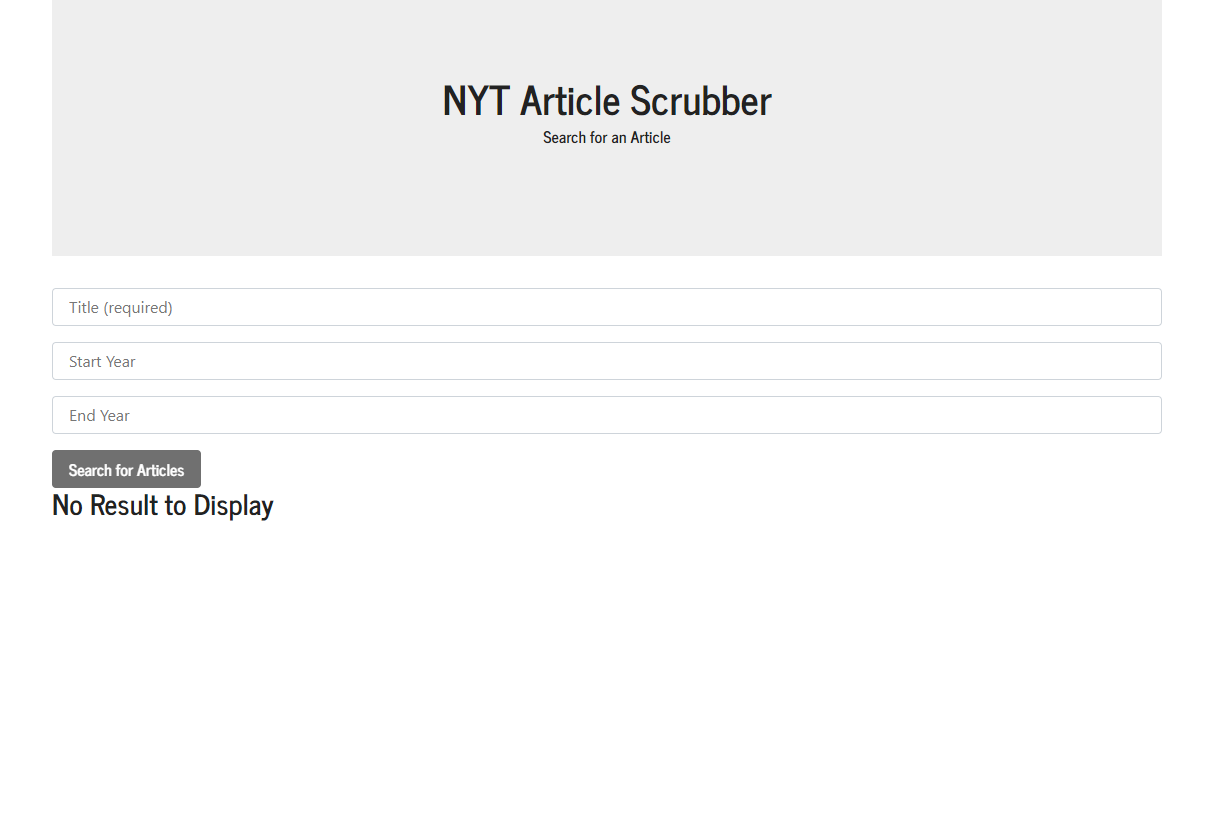 NYT Article Scrubber
Search for an Article
Title (required)
Start Year
End Year
Search for Articles
No Result to Display